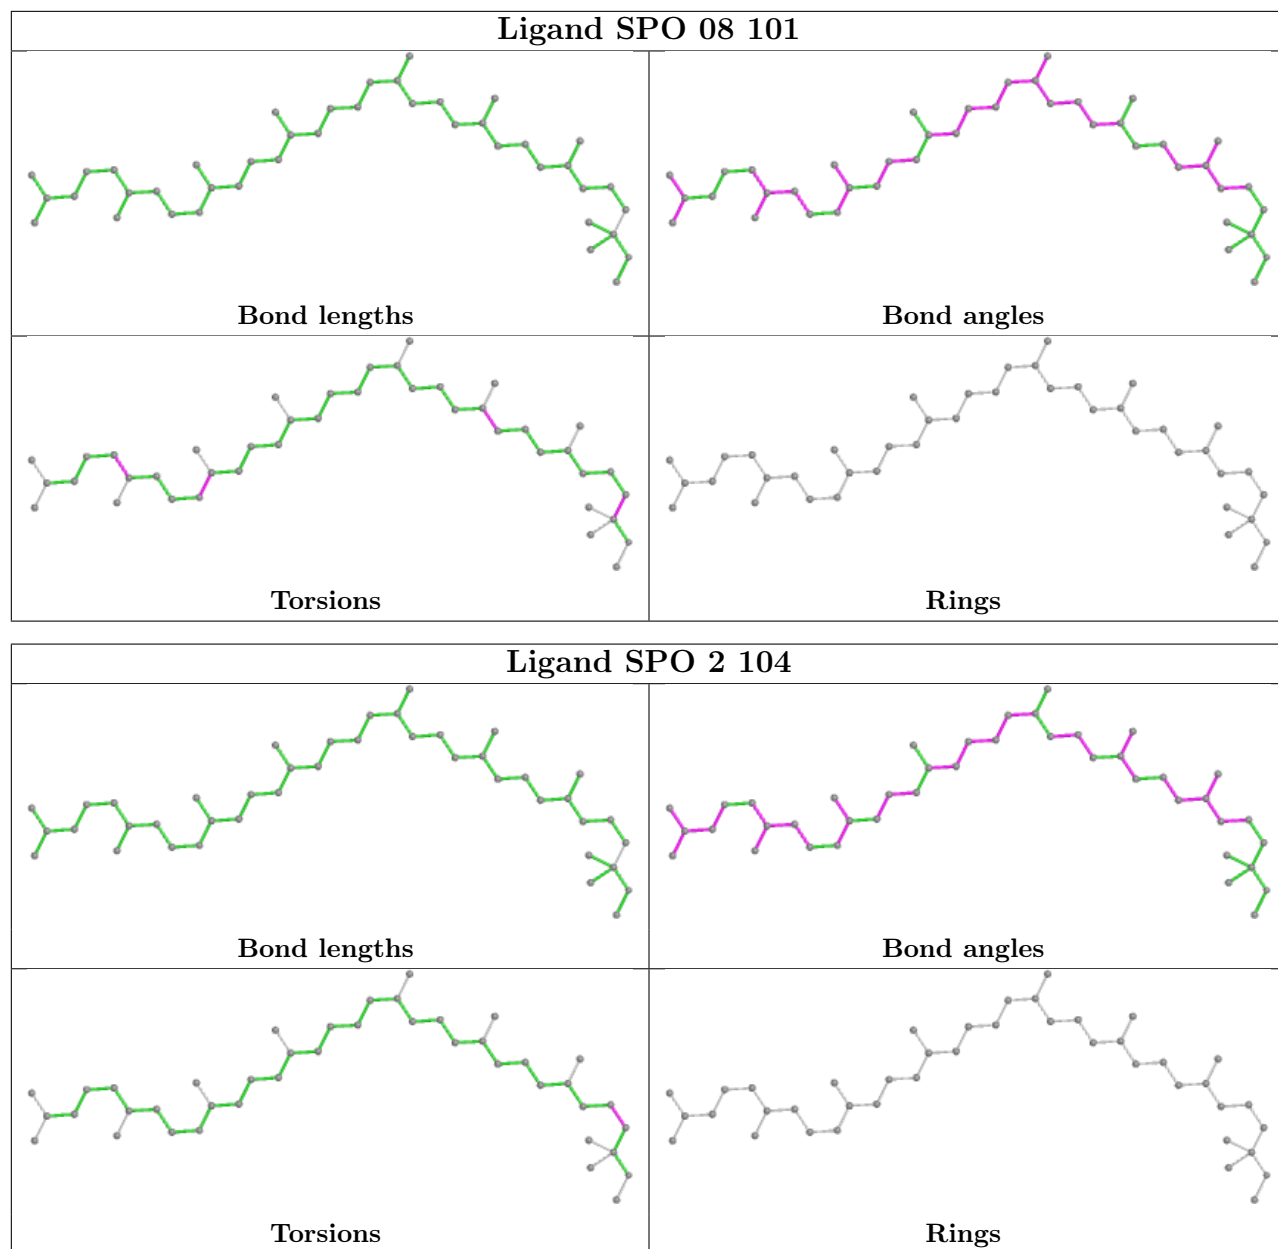 Ligand SPO 08 101
Bond lengths
Bond angles
Torsions
Rings
Ligand SPO 2 104
Bond lengths
Bond angles
Torsions
Rings